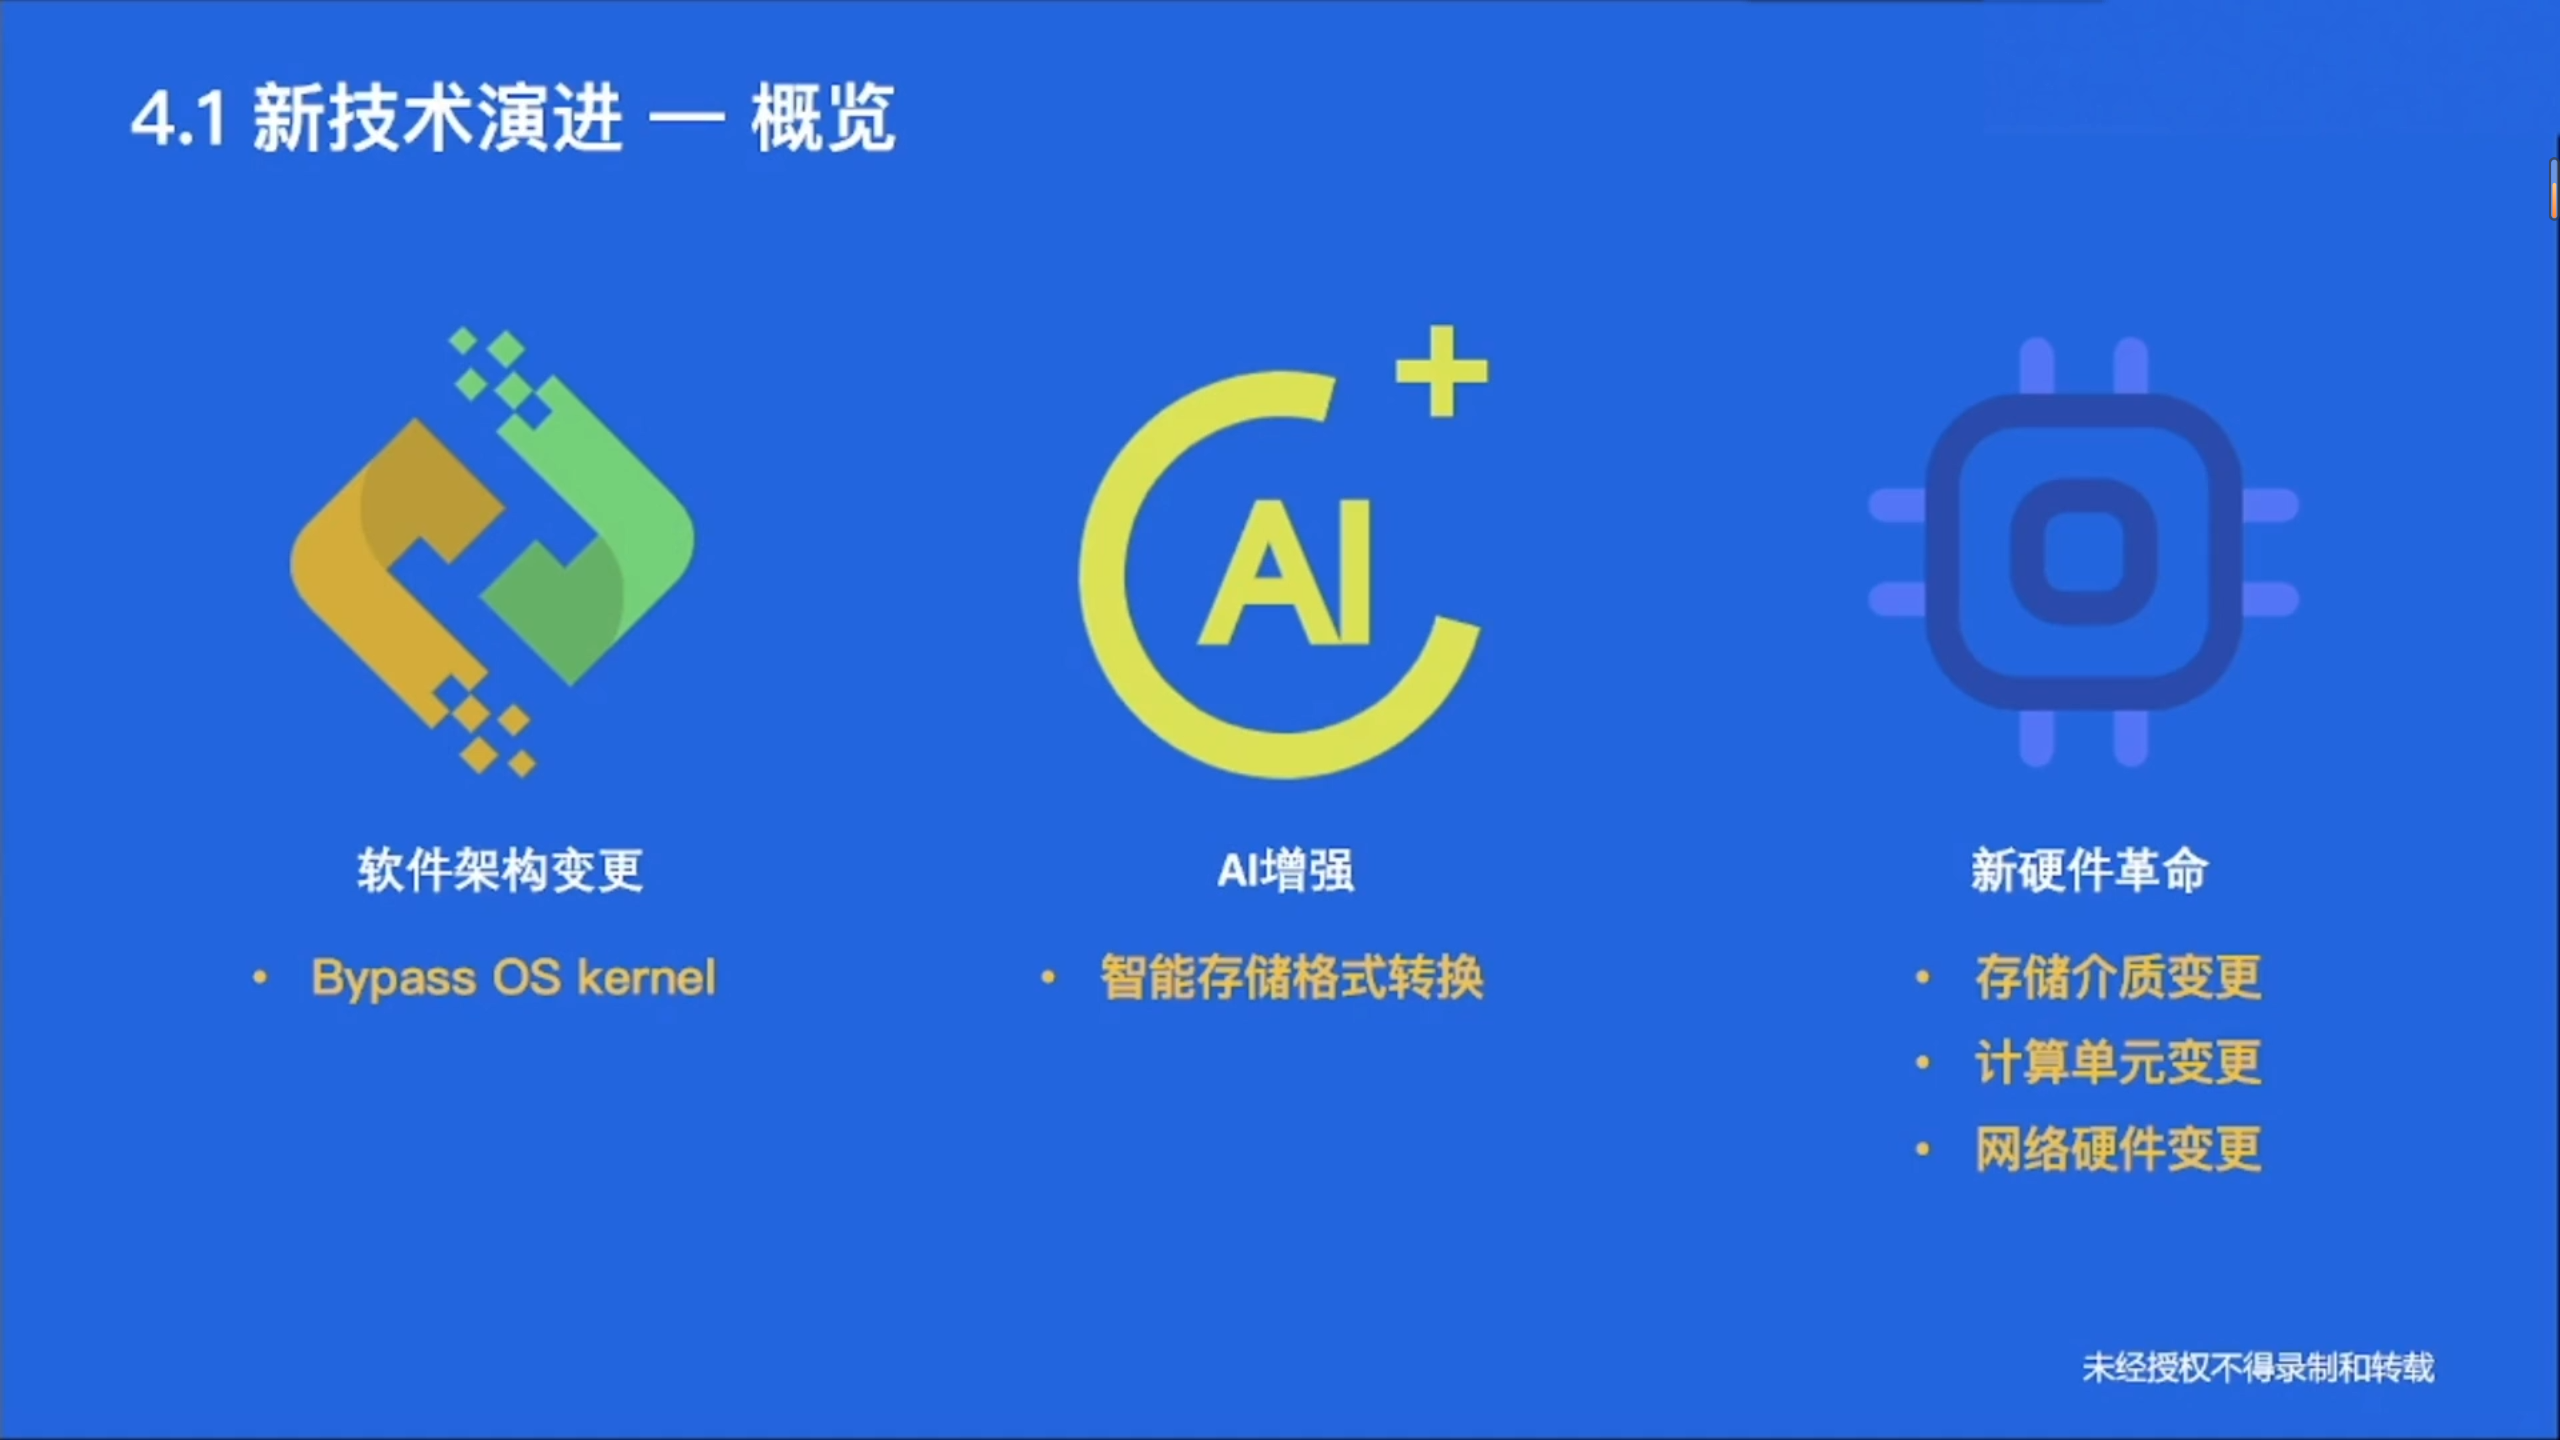 4.1 新技术演进 — 概览
AI
软件架构变更
• Bypass OS kernel
AI增强
• 智能存储格式转换
新硬件革命
• 存储介质变更
• 计算单元变更
• 网络硬件变更
未经授权不得录制和转载